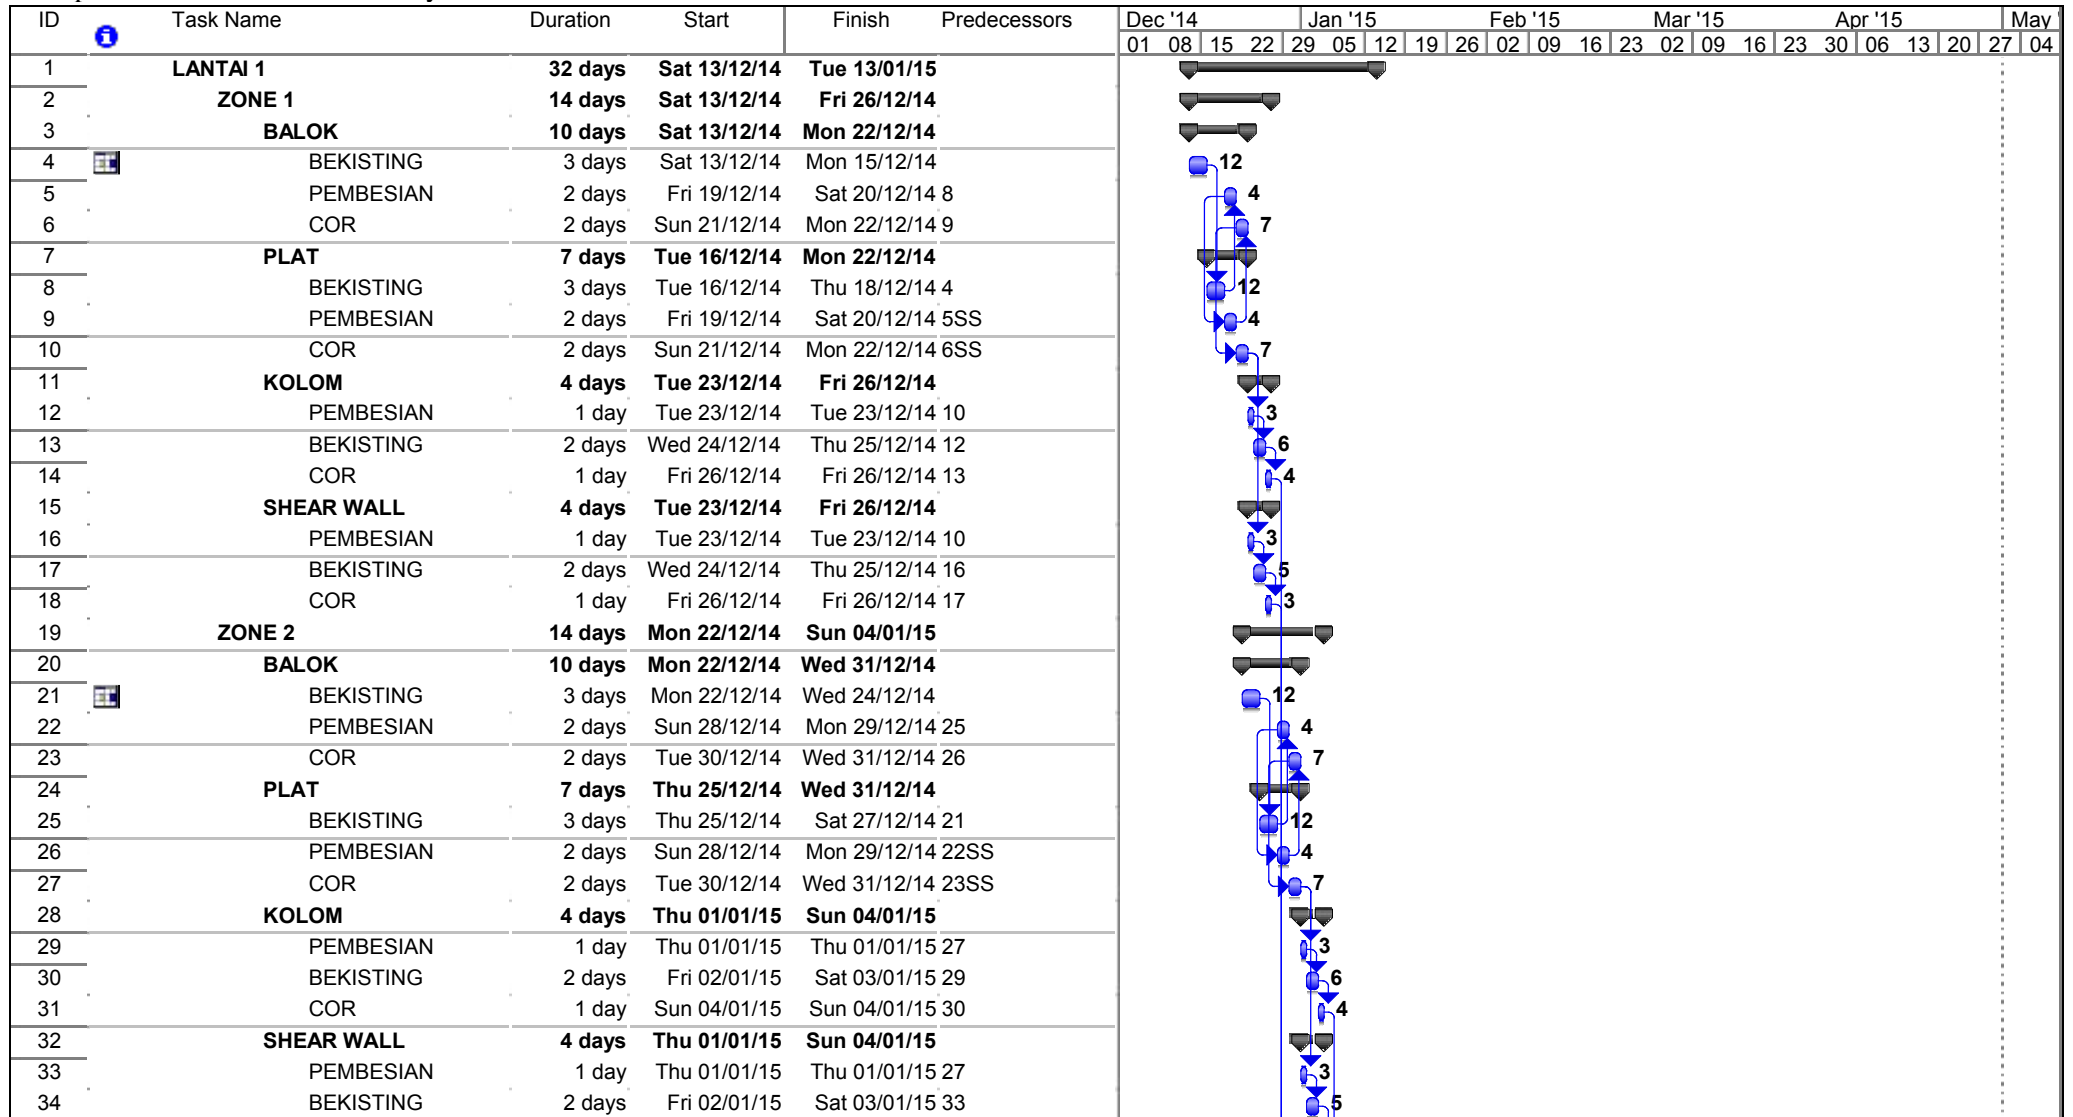 ID Task Name Duration Start Finish Predecessors Dec '14 Jan '15 Feb '15 Mar '15 Apr '15 May '
01 08 15 22 29 05 12 19 26 02 09 16 23 02 09 16 23 30 06 13 20 27 04
1 LANTAI 1 32 days Sat 13/12/14 Tue 13/01/15
2 ZONE 1 14 days Sat 13/12/14 Fri 26/12/14
3 BALOK 10 days Sat 13/12/14 Mon 22/12/14
4 BEKISTING 3 days Sat 13/12/14 Mon 15/12/14 12
5 PEMBESIAN 2 days Fri 19/12/14 Sat 20/12/14 8 4
6 COR 2 days Sun 21/12/14 Mon 22/12/14 9 7
7 PLAT 7 days Tue 16/12/14 Mon 22/12/14
8 BEKISTING 3 days Tue 16/12/14 Thu 18/12/14 4 12
9 PEMBESIAN 2 days Fri 19/12/14 Sat 20/12/14 5SS 4
10 COR 2 days Sun 21/12/14 Mon 22/12/14 6SS 7
11 KOLOM 4 days Tue 23/12/14 Fri 26/12/14
12 PEMBESIAN 1 day Tue 23/12/14 Tue 23/12/14 10 3
13 BEKISTING 2 days Wed 24/12/14 Thu 25/12/14 12 6
14 COR 1 day Fri 26/12/14 Fri 26/12/14 13 4
15 SHEAR WALL 4 days Tue 23/12/14 Fri 26/12/14
16 PEMBESIAN 1 day Tue 23/12/14 Tue 23/12/14 10 3
17 BEKISTING 2 days Wed 24/12/14 Thu 25/12/14 16 5
18 COR 1 day Fri 26/12/14 Fri 26/12/14 17 3
19 ZONE 2 14 days Mon 22/12/14 Sun 04/01/15
20 BALOK 10 days Mon 22/12/14 Wed 31/12/14
21 BEKISTING 3 days Mon 22/12/14 Wed 24/12/14 12
22 PEMBESIAN 2 days Sun 28/12/14 Mon 29/12/14 25 4
23 COR 2 days Tue 30/12/14 Wed 31/12/14 26 7
24 PLAT 7 days Thu 25/12/14 Wed 31/12/14
25 BEKISTING 3 days Thu 25/12/14 Sat 27/12/14 21 12
26 PEMBESIAN 2 days Sun 28/12/14 Mon 29/12/14 22SS 4
27 COR 2 days Tue 30/12/14 Wed 31/12/14 23SS 7
28 KOLOM 4 days Thu 01/01/15 Sun 04/01/15
29 PEMBESIAN 1 day Thu 01/01/15 Thu 01/01/15 27 3
30 BEKISTING 2 days Fri 02/01/15 Sat 03/01/15 29 6
31 COR 1 day Sun 04/01/15 Sun 04/01/15 30 4
32 SHEAR WALL 4 days Thu 01/01/15 Sun 04/01/15
33 PEMBESIAN 1 day Thu 01/01/15 Thu 01/01/15 27 3
34 BEKISTING 2 days Fri 02/01/15 Sat 03/01/15 33 5